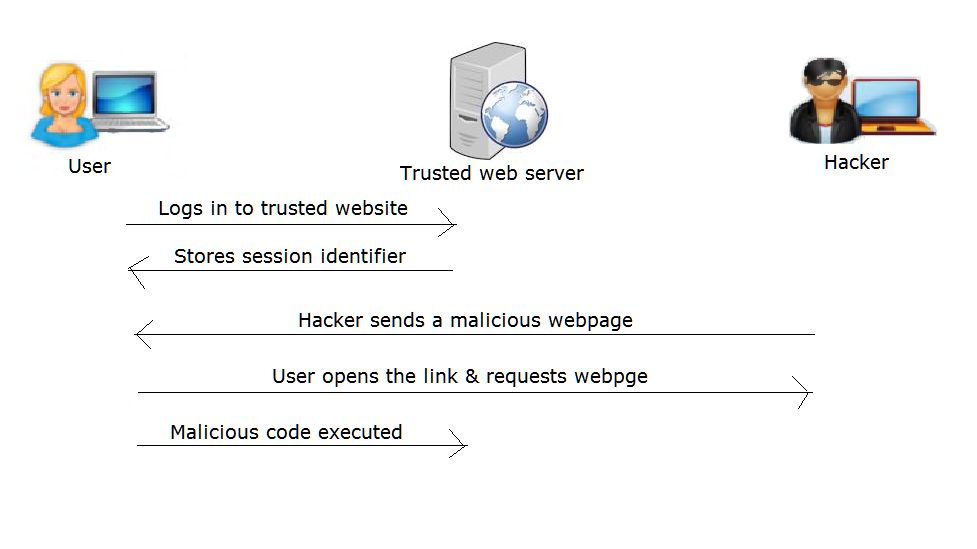 User
Trusted web server
Hacker
Logs in to trusted website
Stores session identifier
Hacker sends a malicious webpage
User opens the link & requests webpge
Malicious code executed